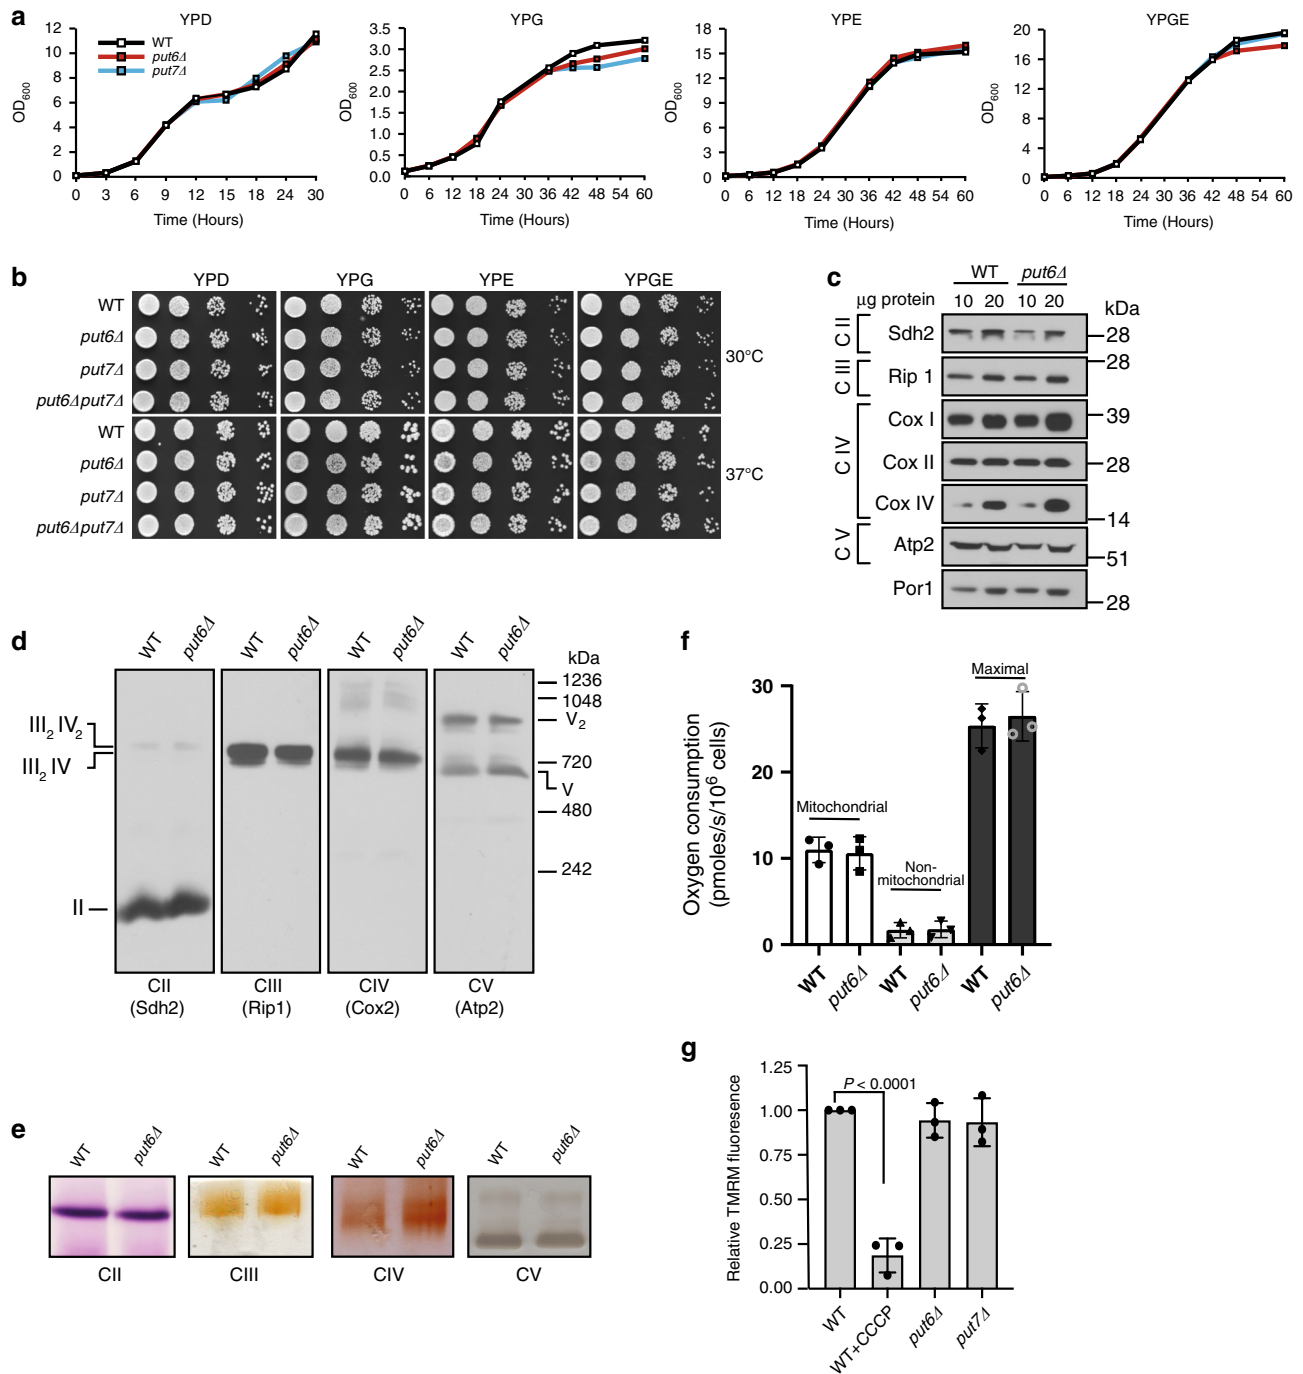 a
YPD
WT
put6Δ
put7Δ
OD600
12
10
8
6
4
2
0
0 3 6 9 12 15 18 24 30
Time (Hours)
YPG
OD600
3.5
3.0
2.5
2.0
1.5
1.0
0.5
0
0 6 12 18 24 36 42 48 54 60
Time (Hours)
YPE
OD600
18
15
12
9
6
3
0
0 6 12 18 24 30 36 42 48 54 60
Time (Hours)
YPGE
OD600
20
16
12
8
4
0
0 6 12 18 24 30 36 42 48 54 60
Time (Hours)
b
YPD YPG YPE YPGE
WT
put6Δ
put7Δ
put6Δput7Δ
30°C
WT
put6Δ
put7Δ
put6Δput7Δ
37°C
c
WT put6Δ
µg protein 10 20 10 20 kDa
C II Sdh2 28
C III Rip 1 28
C IV Cox I 39
Cox II 28
Cox IV 14
C V Atp2 51
Por1 28
d
WT put6Δ WT put6Δ WT put6Δ WT put6Δ
kDa
1236
1048
V2
720
V
480
242
III2 IV2
III2 IV
II
CII
(Sdh2)
CIII
(Rip1)
CIV
(Cox2)
CV
(Atp2)
e
WT put6Δ WT put6Δ WT put6Δ WT put6Δ
CII CIII CIV CV
f
Oxygen consumption
(pmoles/s/10⁶ cells)
30
20
10
0
Mitochondrial
Non-
mitochondrial
Maximal
WT put6Δ WT put6Δ WT put6Δ
g
Relative TMRM fluoresence
1.25
1.00
0.75
0.50
0.25
0.00
P < 0.0001
WT WT+CCCP put6Δ put7Δ